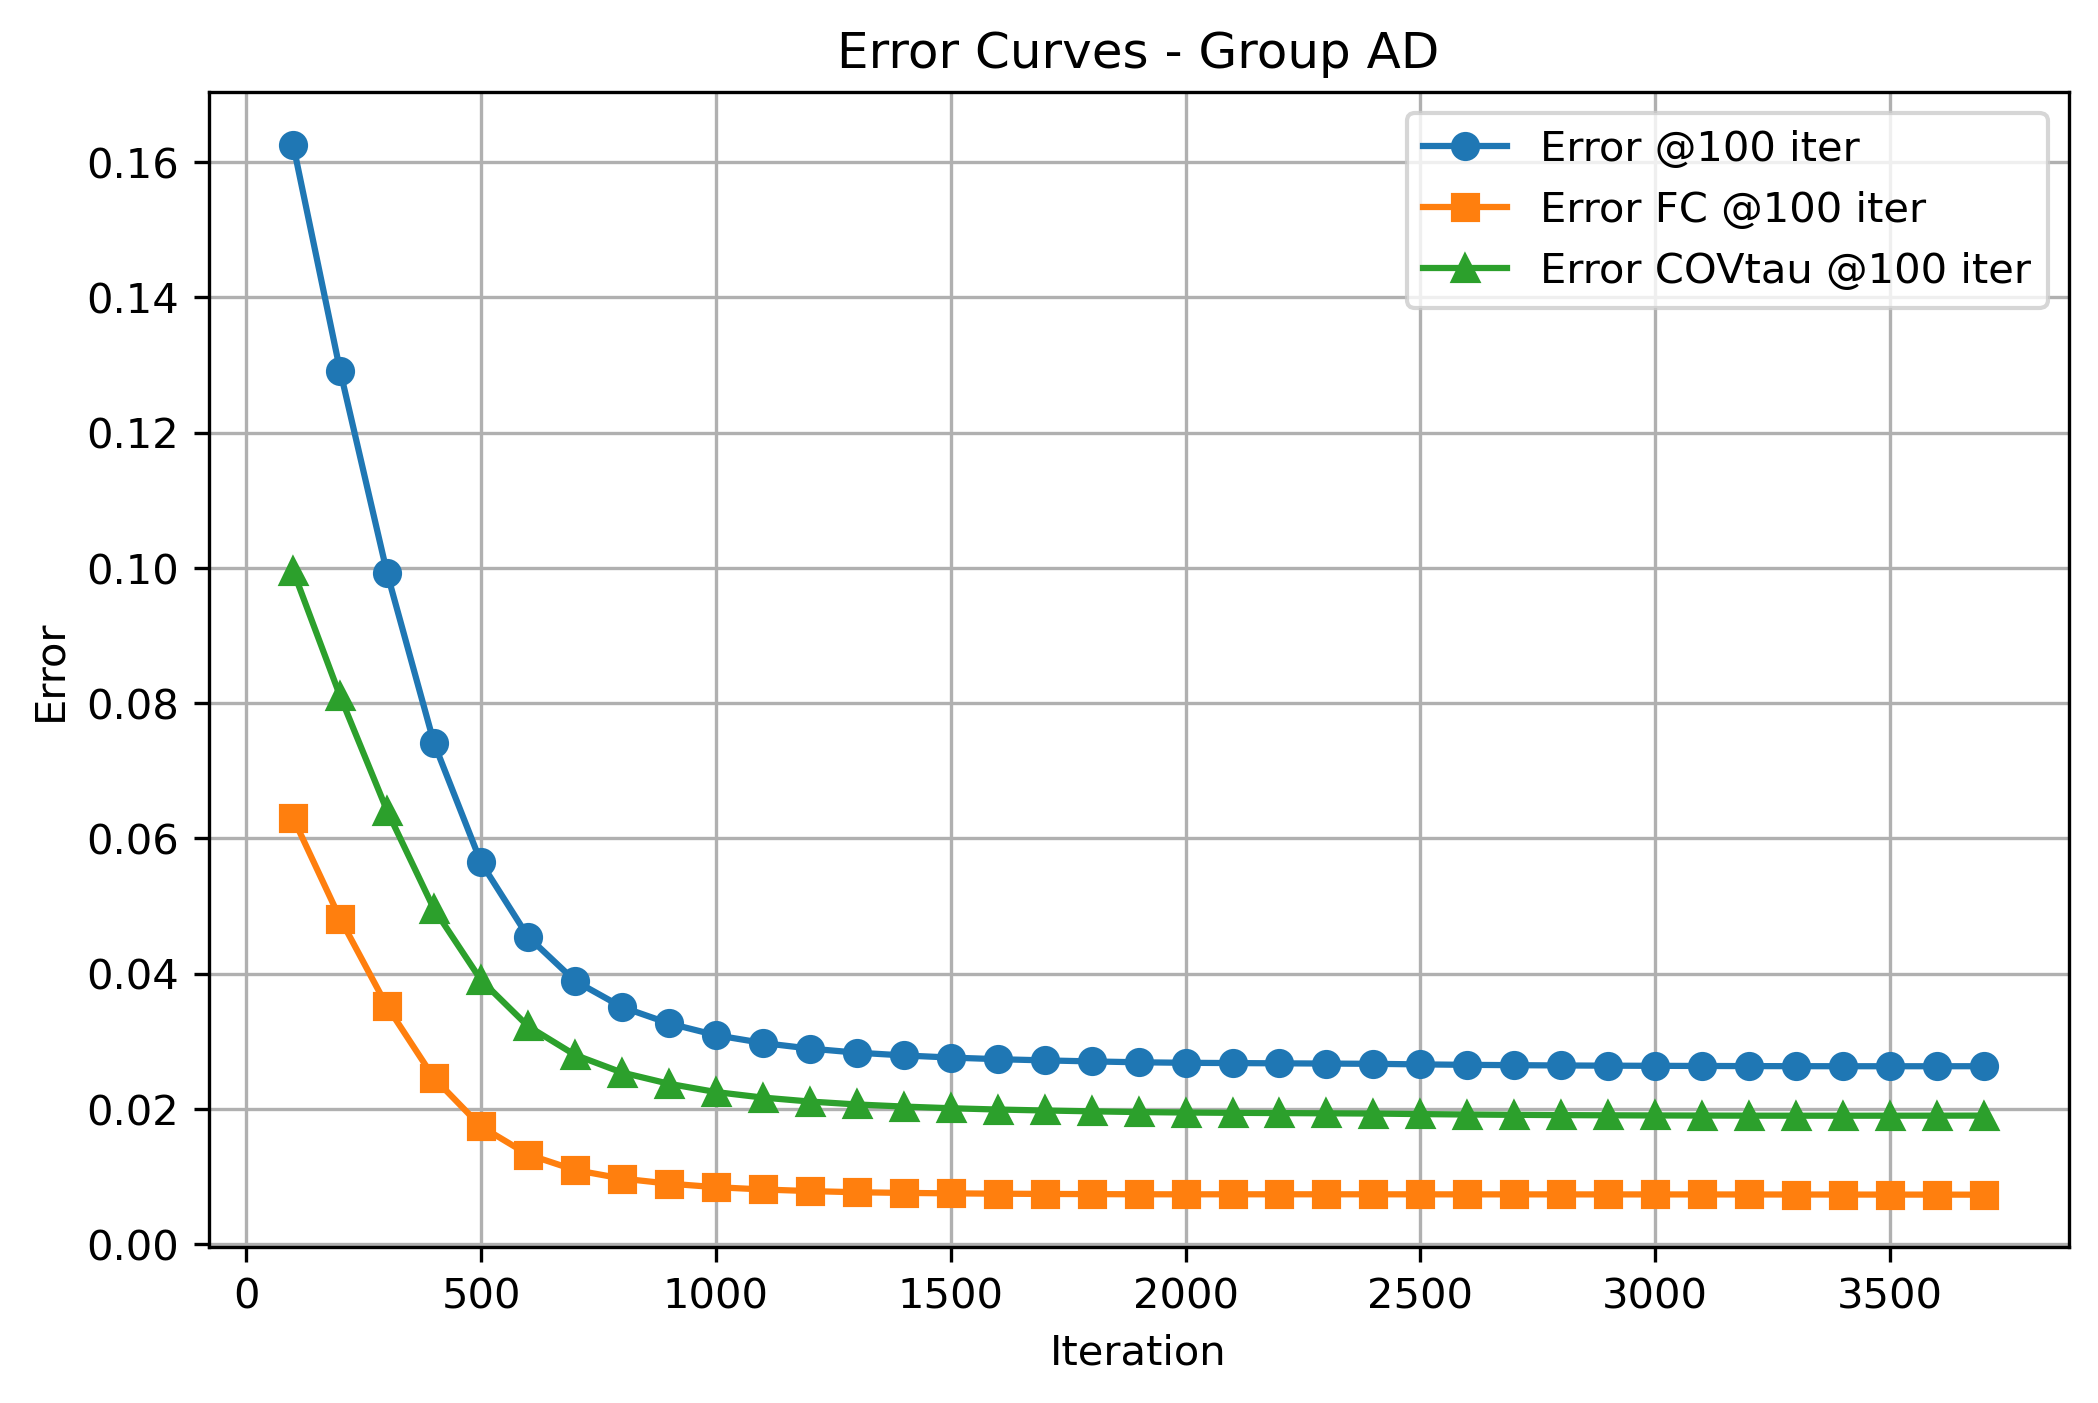 Error Curves - Group AD
Error @100 iter
Error FC @100 iter
Error COVtau @100 iter
Error
0.16
0.14
0.12
0.10
0.08
0.06
0.04
0.02
0.00
0 500 1000 1500 2000 2500 3000 3500
Iteration